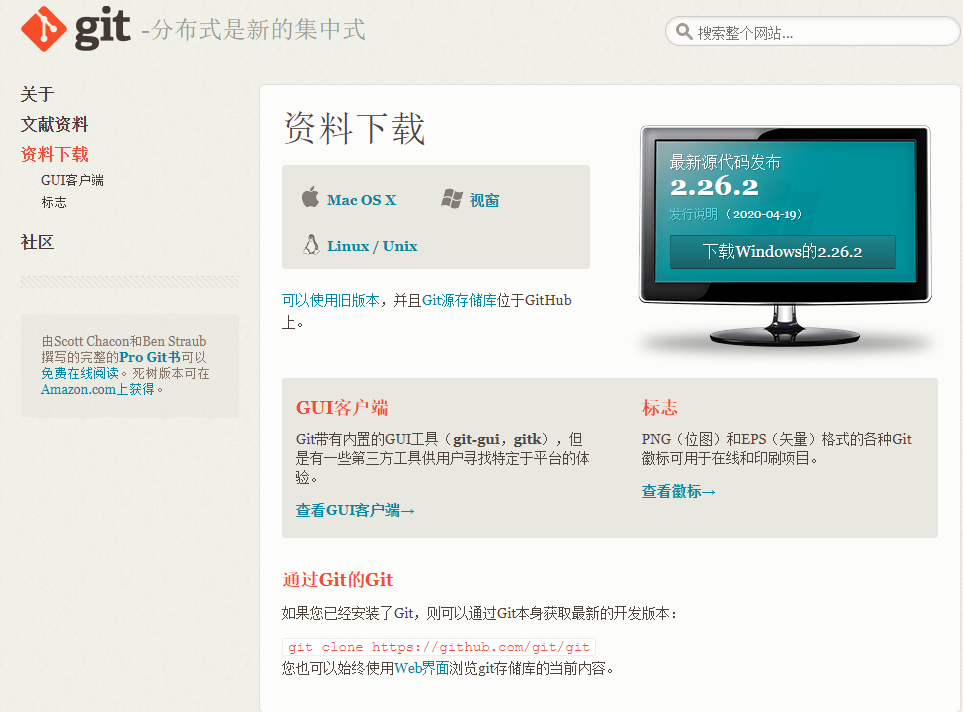 git -分布式是新的集中式
搜索整个网站...
关于
文献资料
资料下载
GUI客户端
标志
社区
由Scott Chacon和Ben Straub
撰写的完整的Pro Git书可以
免费在线阅读。死树版本可在
Amazon.com上获得。
资料下载
Mac OS X
视窗
Linux / Unix
可以使用旧版本，并且Git源存储库位于GitHub
上。
最新源代码发布
2.26.2
发行说明（2020-04-19）
下载Windows的2.26.2
GUI客户端
Git带有内置的GUI工具（git-gui，gitk），但
是有一些第三方工具供用户寻找特定于平台的体
验。
查看GUI客户端→
标志
PNG（位图）和EPS（矢量）格式的各种Git
徽标可用于在线和印刷项目。
查看徽标→
通过Git的Git
如果您已经安装了Git，则可以通过Git本身获取最新的开发版本：
git clone https://github.com/git/git
您也可以始终使用Web界面浏览git存储库的当前内容。